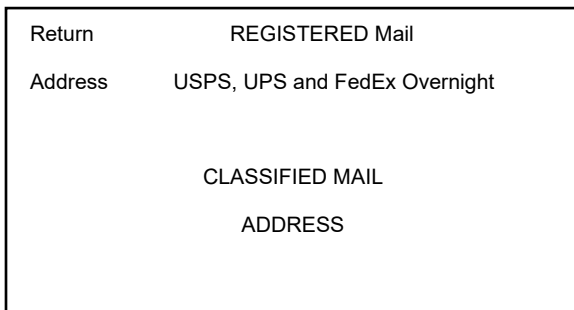 Return REGISTERED Mail
Address USPS, UPS and FedEx Overnight
CLASSIFIED MAIL
ADDRESS